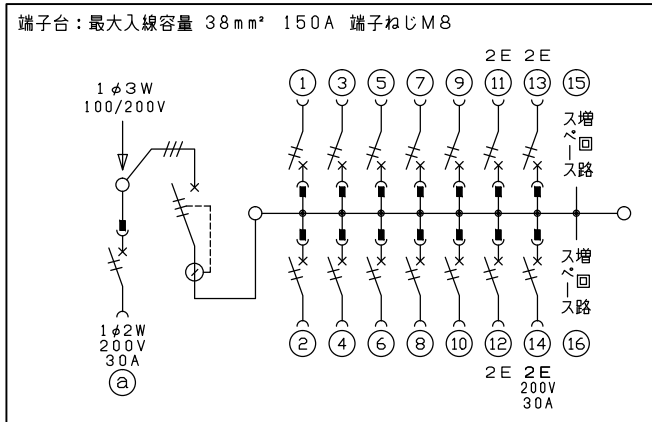 端子台：最大入線容量 38mm² 150A 端子ねじM8
1φ3W
100/200V
2E 2E
1 3 5 7 9 11 13 15
増回路
スペース
増回路
スペース
2 4 6 8 10 12 14 16
2E 2E
200V
30A
1φ2W
200V
30A
a